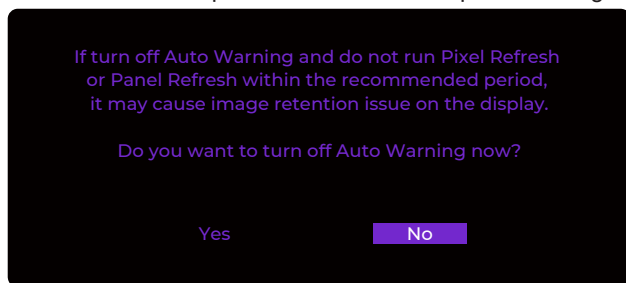 If turn off Auto Warning and do not run Pixel Refresh
or Panel Refresh within the recommended period,
it may cause image retention issue on the display.
Do you want to turn off Auto Warning now?
Yes
No